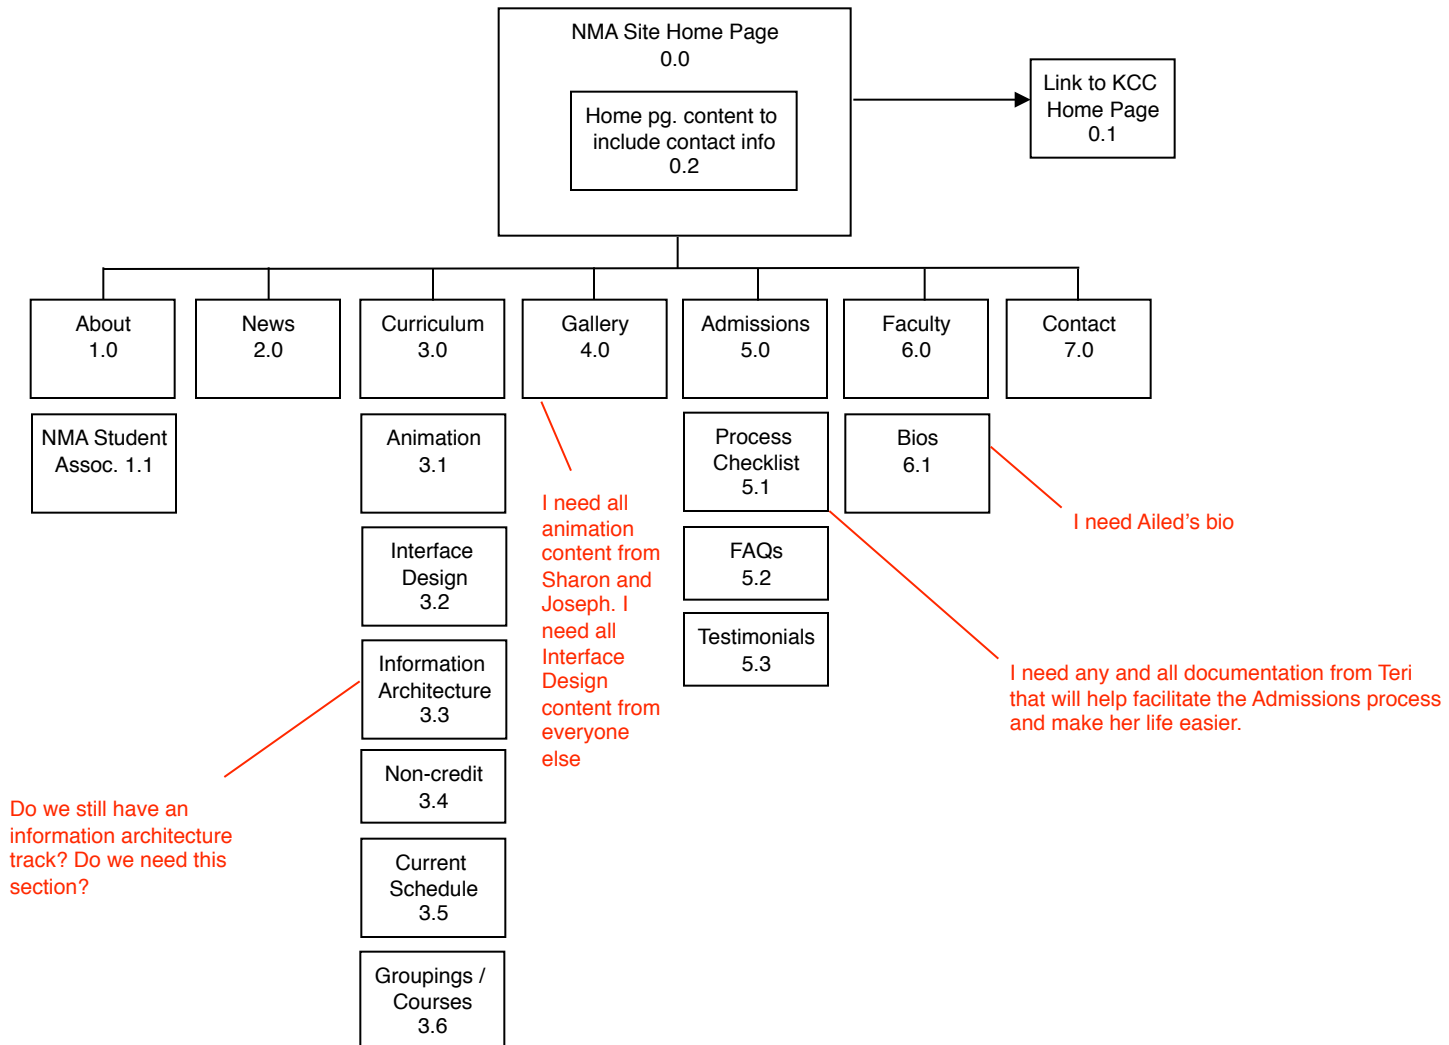 NMA Site Home Page
0.0
Home pg. content to
include contact info
0.2
Link to KCC
Home Page
0.1
About
1.0
News
2.0
Curriculum
3.0
Gallery
4.0
Admissions
5.0
Faculty
6.0
Contact
7.0
NMA Student
Assoc. 1.1
Animation
3.1
Interface
Design
3.2
Information
Architecture
3.3
Non-credit
3.4
Current
Schedule
3.5
Groupings /
Courses
3.6
Process
Checklist
5.1
FAQs
5.2
Testimonials
5.3
Bios
6.1
I need all
animation
content from
Sharon and
Joseph. I
need all
Interface
Design
content from
everyone
else
I need Ailed's bio
I need any and all documentation from Teri
that will help facilitate the Admissions process
and make her life easier.
Do we still have an
information architecture
track? Do we need this
section?